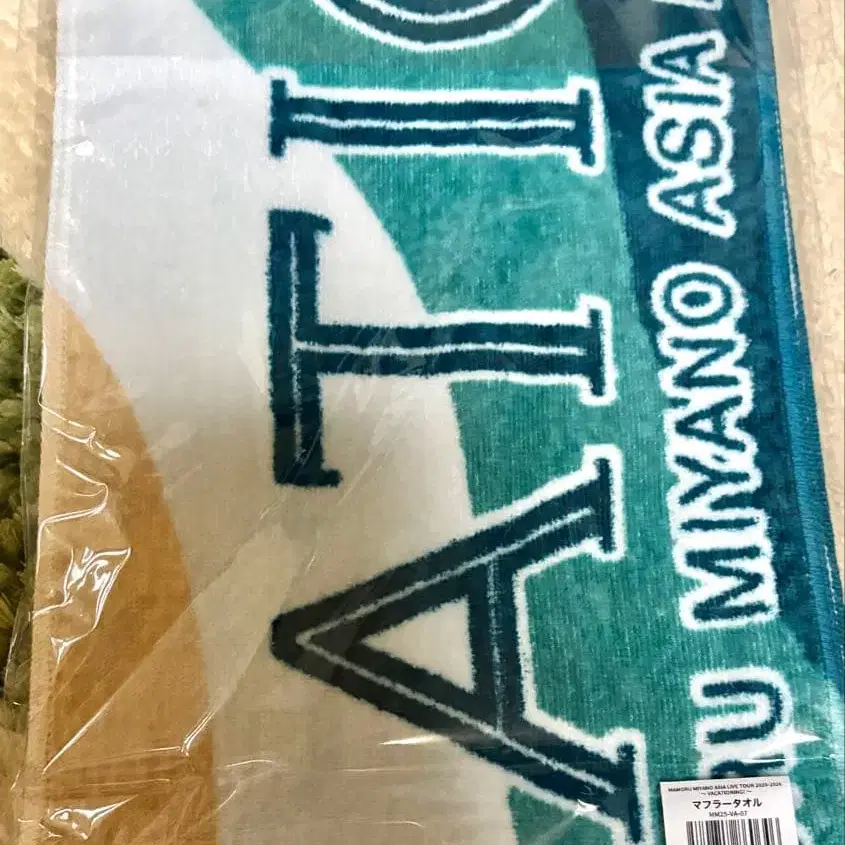 ATIO
RU MIYANO ASIA
MAMORU MIYANO ASIA LIVE TOUR 2025-2026
～ VACATIONING! ～
マフラータオル
MM25-VA-07